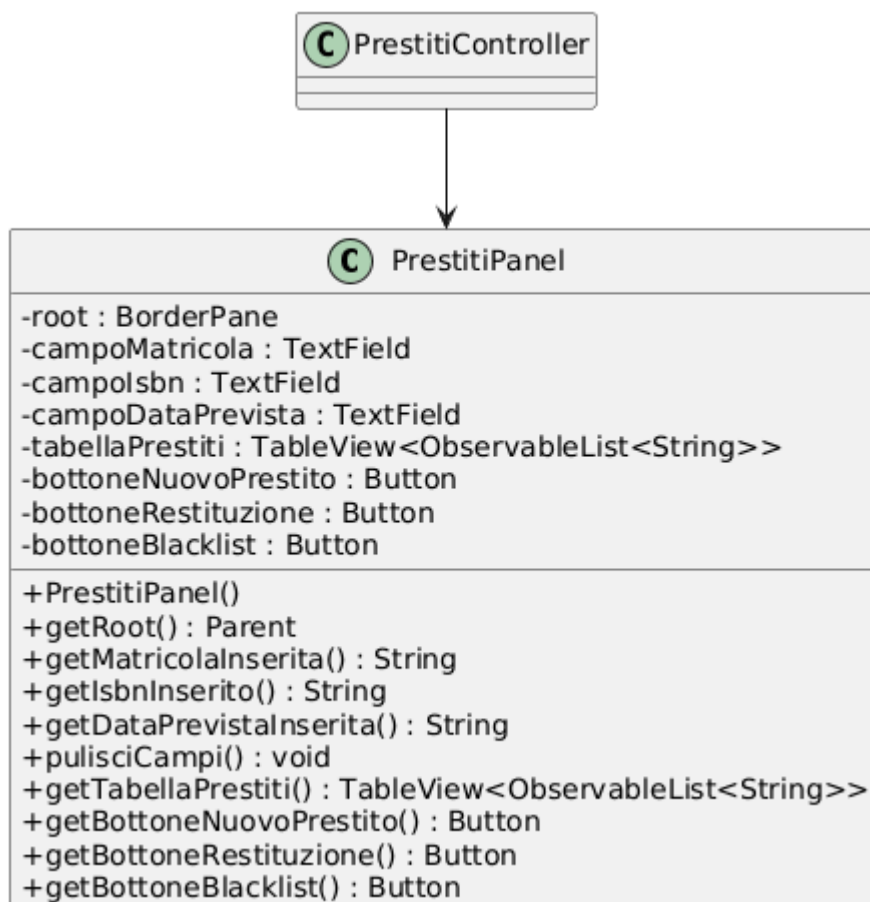 C PrestitiController
C PrestitiPanel
-root : BorderPane
-campoMatricola : TextField
-campoIsbn : TextField
-campoDataPrevista : TextField
-tabellaPrestiti : TableView<ObservableList<String>>
-bottoneNuovoPrestito : Button
-bottoneRestituzione : Button
-bottoneBlacklist : Button
+PrestitiPanel()
+getRoot() : Parent
+getMatricolaInserita() : String
+getIsbnInserito() : String
+getDataPrevistaInserita() : String
+pulisciCampi() : void
+getTabellaPrestiti() : TableView<ObservableList<String>>
+getBottoneNuovoPrestito() : Button
+getBottoneRestituzione() : Button
+getBottoneBlacklist() : Button